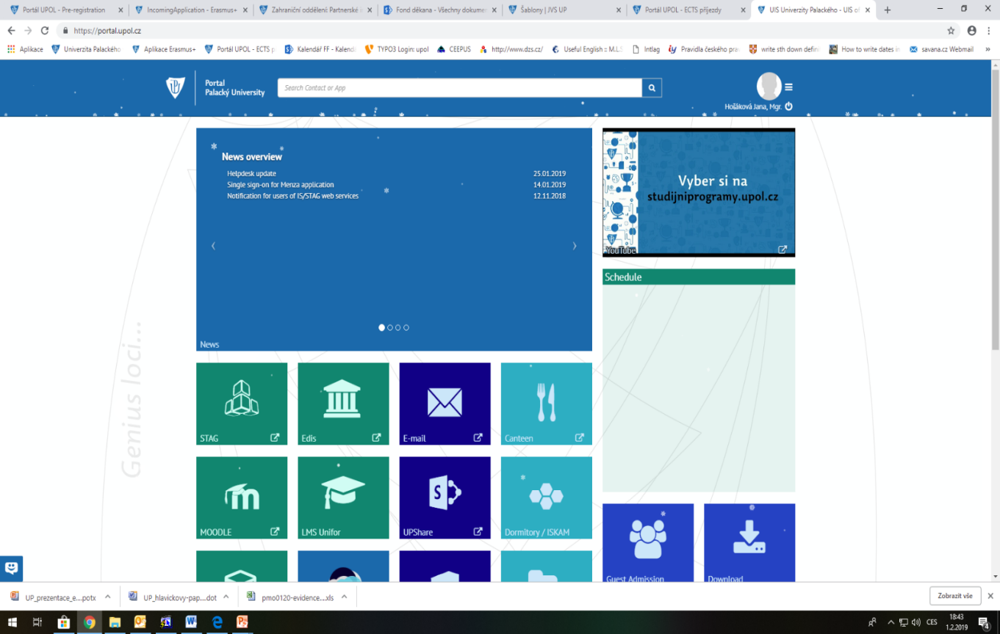 Portál UPOL - Pre-registration
IncomingApplication - Erasmus+
Zahraniční oddělení: Partnerské
Fond děkana - Všechny dokumen
Šablony | JVS UP
Portál UPOL - ECTS příjezdy
UIS Univerzity Palackého - UIS of
https://portal.upol.cz
Aplikace
Univerzita Palackého
Aplikace Erasmus+
Portál UPOL - ECTS p
Kalendář FF - Kalend
TYPO3 Login: upol
CEEPUS
http://www.dzs.cz/
Useful English :: M.L.
Intlag
Pravidla českého pra
write sth down defin
How to write dates in
savana.cz Webmail
»
Portal
Palacký University
Search Contact or App
Hošáková Jana, Mgr.
News overview
Helpdesk update 25.01.2019
Single sign-on for Menza application 14.01.2019
Notification for users of IS/STAG web services 12.11.2018
News
Vyber si na
studijniprogramy.upol.cz
YouTube
Schedule
Genius loci...
STAG
Edis
E-mail
Canteen
MOODLE
LMS Unifor
UPShare
Dormitory / ISKAM
Guest Admission
Download
UP_prezentace_e....potx
UP_hlavickovy-pap....dot
pmo0120-evidence....xls
Zobrazit vše
CES
18:43
1.2.2019
4